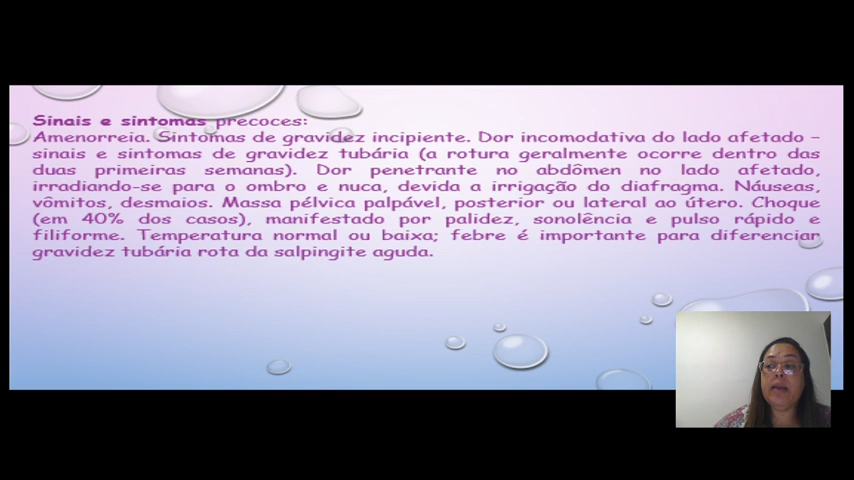 Sinais e sintomas precoces:
Amenorreia. Sintomas de gravidez incipiente. Dor incomodativa do lado afetado –
sinais e sintomas de gravidez tubária (a rotura geralmente ocorre dentro das
duas primeiras semanas). Dor penetrante no abdômen no lado afetado,
irradiando-se para o ombro e nuca, devida a irrigação do diafragma. Náuseas,
vômitos, desmaios. Massa pélvica palpável, posterior ou lateral ao útero. Choque
(em 40% dos casos), manifestado por palidez, sonolência e pulso rápido e
filiforme. Temperatura normal ou baixa; febre é importante para diferenciar
gravidez tubária rota da salpingite aguda.